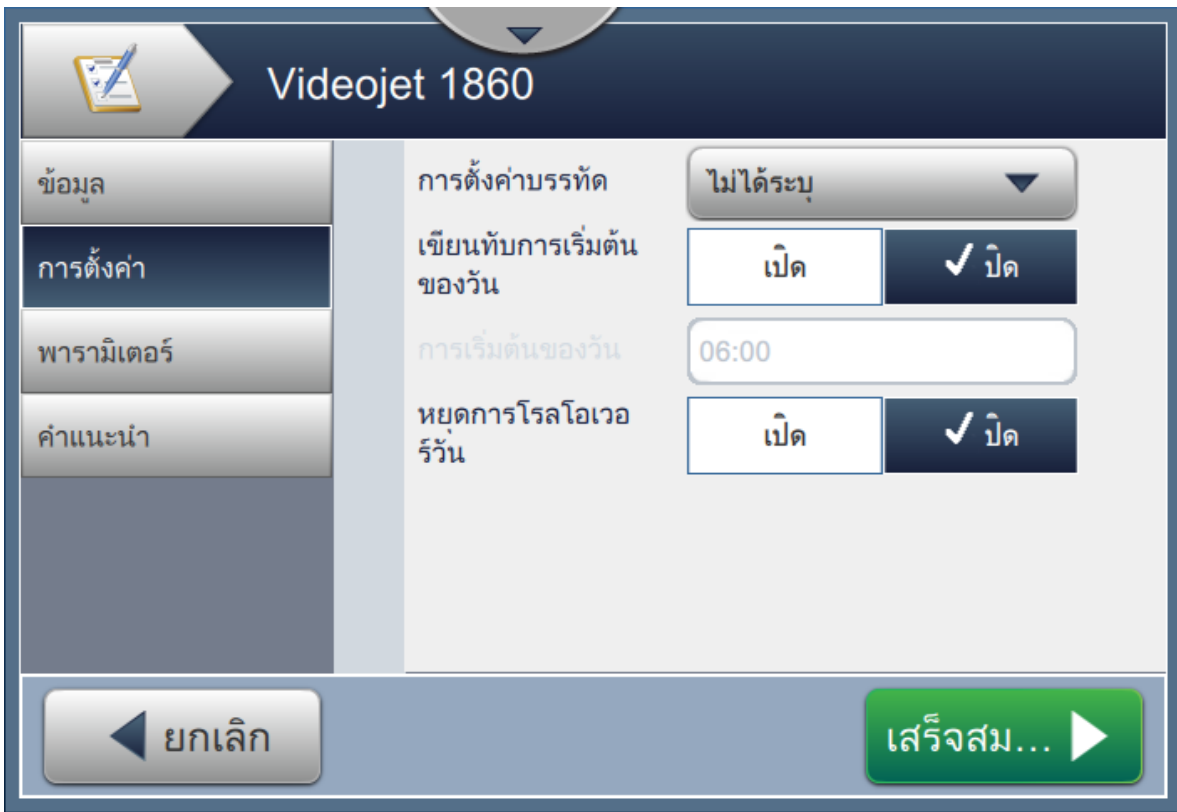 Videojet 1860
ข้อมูล
การตั้งค่า
พารามิเตอร์
คำแนะนำ
การตั้งค่าบรรทัด
ไม่ได้ระบุ
เขียนทับการเริ่มต้น
ของวัน
เปิด
ปิด
การเริ่มต้นของวัน
06:00
หยุดการโรลโอเวอ
ร์วัน
เปิด
ปิด
ยกเลิก
เสร็จสม...